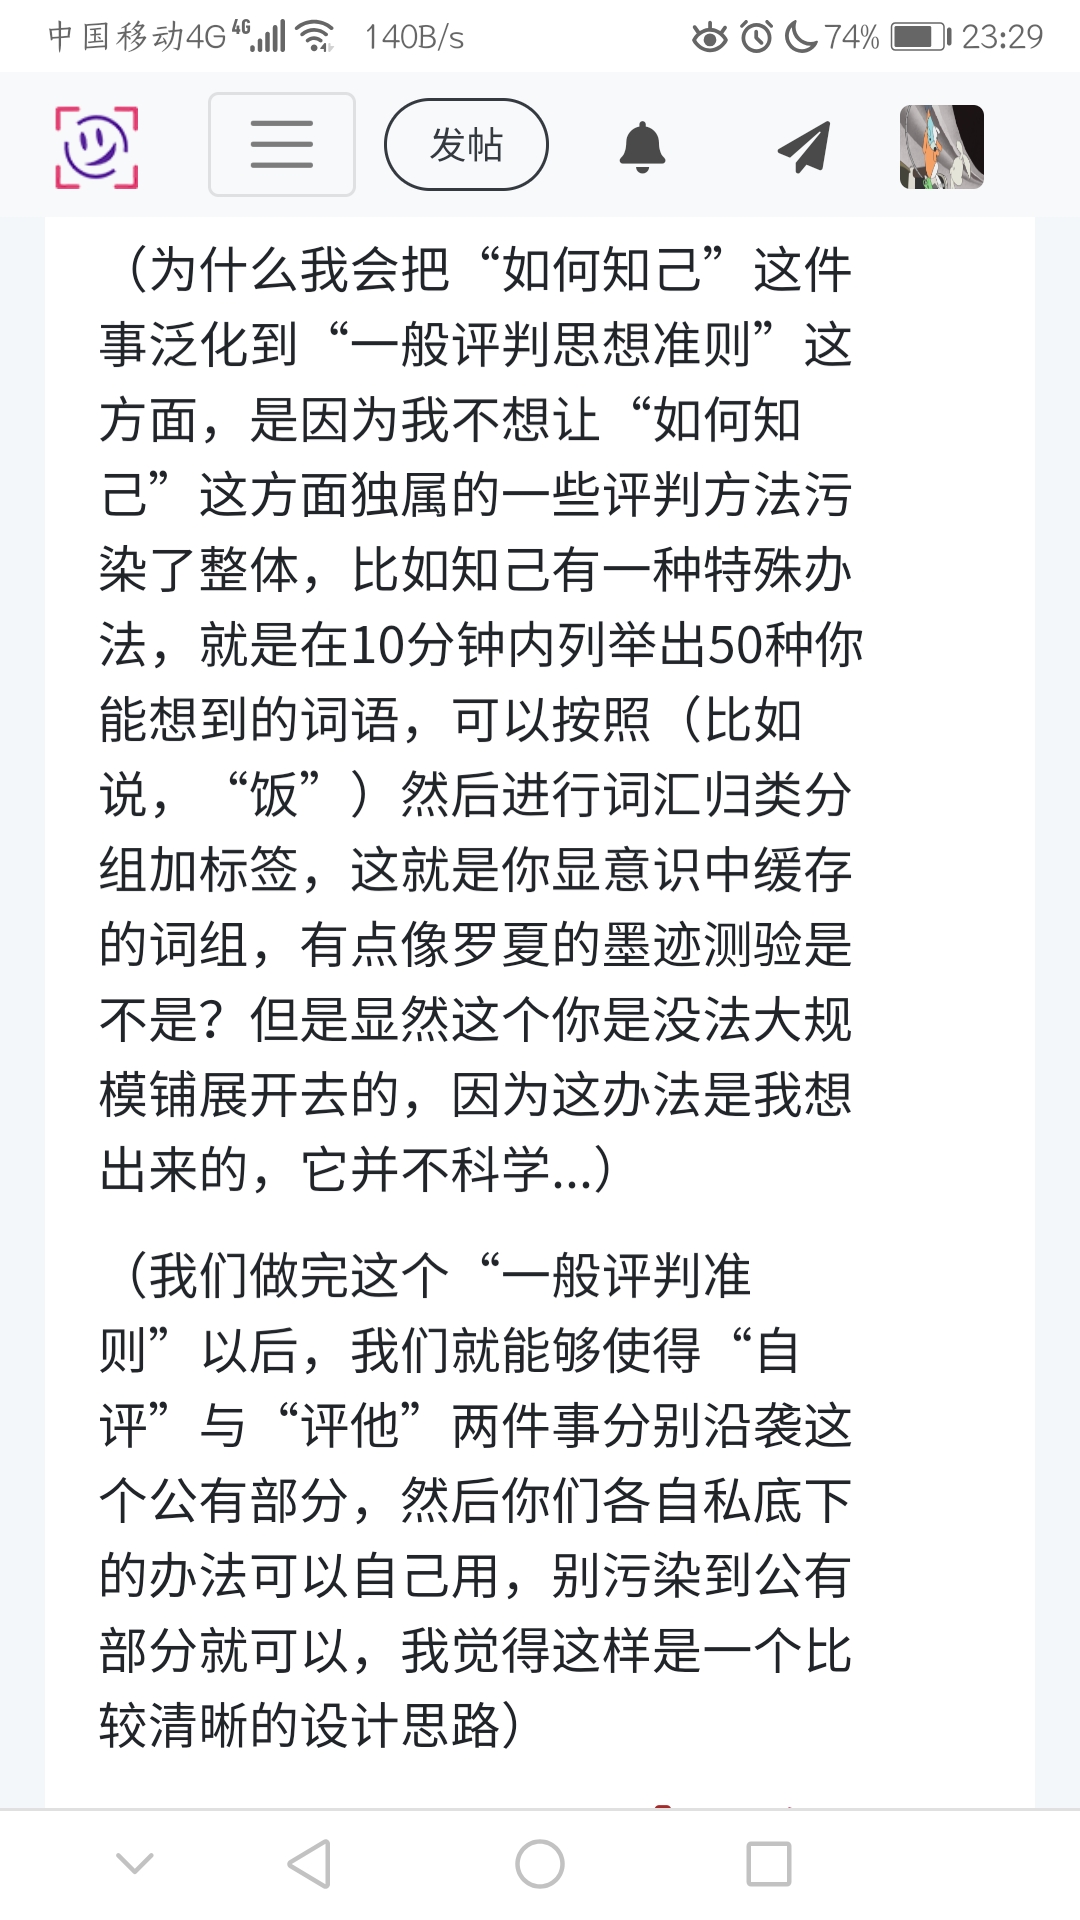 中国移动4G 4G 140B/s 74% 23:29
发帖
（为什么我会把“如何知己”这件
事泛化到“一般评判思想准则”这
方面，是因为我不想让“如何知
己”这方面独属的一些评判方法污
染了整体，比如知己有一种特殊办
法，就是在10分钟内列举出50种你
能想到的词语，可以按照（比如
说，“饭”）然后进行词汇归类分
组加标签，这就是你显意识中缓存
的词组，有点像罗夏的墨迹测验是
不是？但是显然这个你是没法大规
模铺展开去的，因为这办法是我想
出来的，它并不科学...）
（我们做完这个“一般评判准
则”以后，我们就能够使得“自
评”与“评他”两件事分别沿袭这
个公有部分，然后你们各自私底下
的办法可以自己用，别污染到公有
部分就可以，我觉得这样是一个比
较清晰的设计思路）